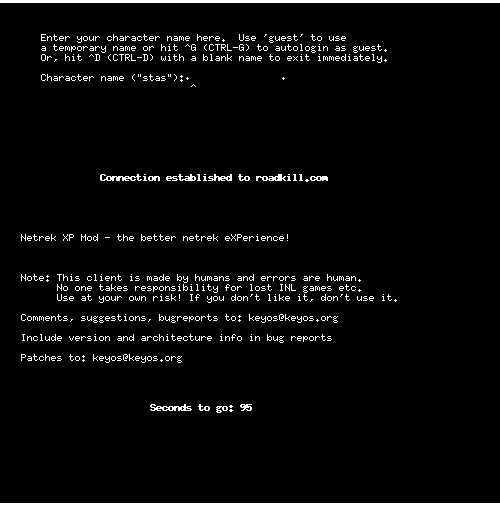 Enter your character name here.  Use 'guest' to use
a temporary name or hit ^G (CTRL-G) to autologin as guest.
Or, hit ^D (CTRL-D) with a blank name to exit immediately.
Character name ("stas"):
^
Connection established to roadkill.com
Netrek XP Mod - the better netrek eXPerience!
Note: This client is made by humans and errors are human.
No one takes responsibility for lost INL games etc.
Use at your own risk! If you don't like it, don't use it.
Comments, suggestions, bugreports to: keyos@keyos.org
Include version and architecture info in bug reports
Patches to: keyos@keyos.org
Seconds to go: 95